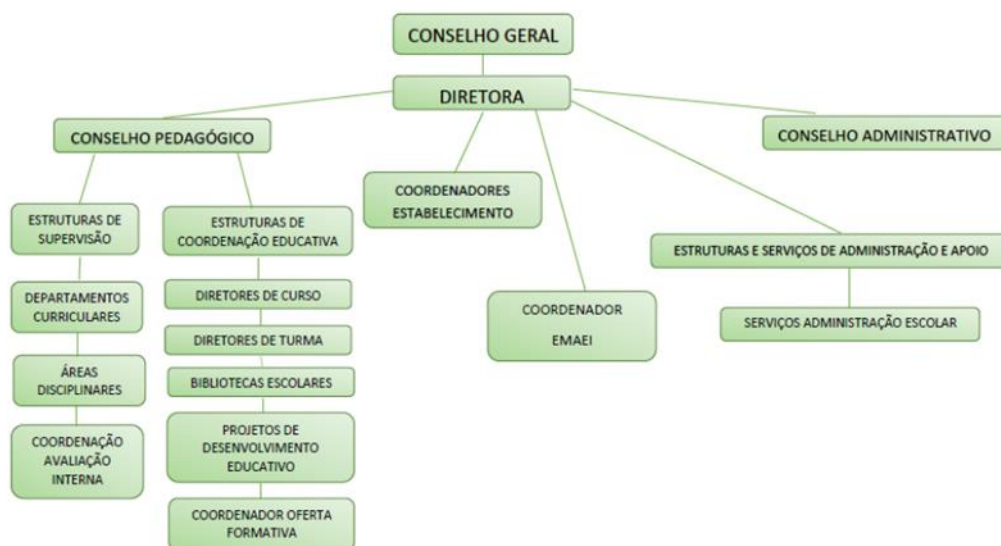 CONSELHO GERAL
DIRETORA
CONSELHO PEDAGÓGICO
CONSELHO ADMINISTRATIVO
COORDENADORES
ESTABELECIMENTO
ESTRUTURAS DE
SUPERVISÃO
ESTRUTURAS DE
COORDENAÇÃO EDUCATIVA
ESTRUTURAS E SERVIÇOS DE ADMINISTRAÇÃO E APOIO
DEPARTAMENTOS
CURRICULARES
DIRETORES DE CURSO
COORDENADOR
EMAEI
SERVIÇOS ADMINISTRAÇÃO ESCOLAR
DIRETORES DE TURMA
ÁREAS
DISCIPLINARES
BIBLIOTECAS ESCOLARES
COORDENAÇÃO
AVALIAÇÃO
INTERNA
PROJETOS DE
DESENVOLVIMENTO
EDUCATIVO
COORDENADOR OFERTA
FORMATIVA